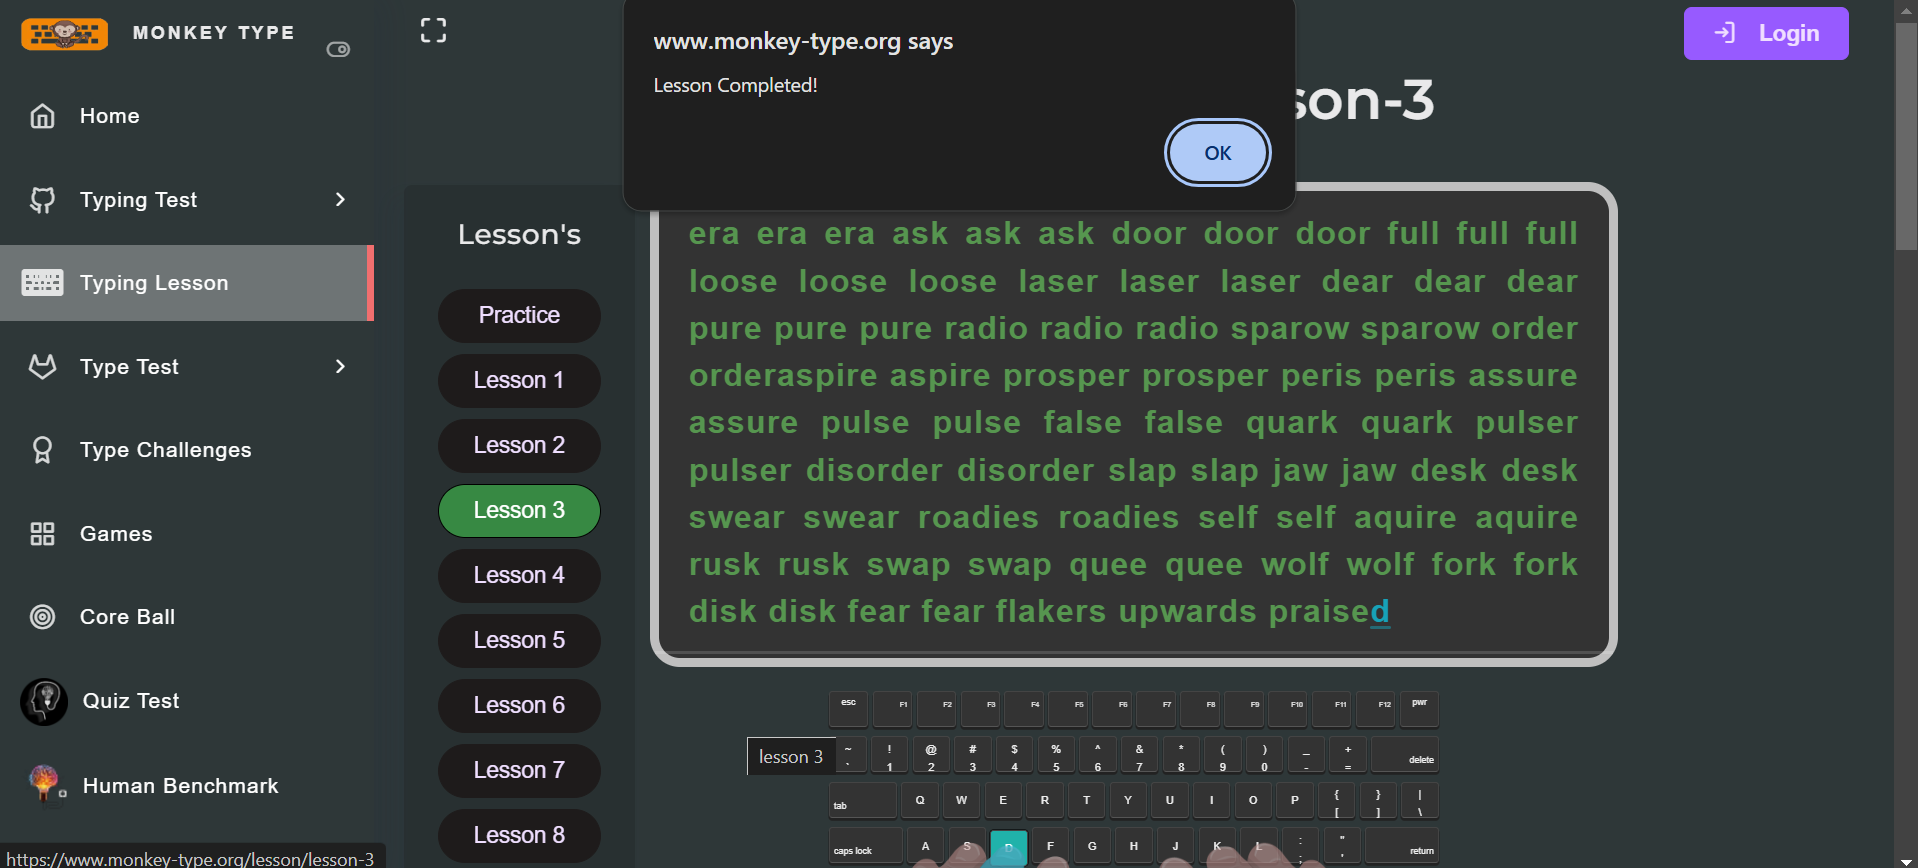 MONKEY TYPE
Home
Typing Test
Typing Lesson
Type Test
Type Challenges
Games
Core Ball
Quiz Test
Human Benchmark
https://www.monkey-type.org/lesson/lesson-3
www.monkey-type.org says
Lesson Completed!
OK
Login
son-3
Lesson's
Practice
Lesson 1
Lesson 2
Lesson 3
Lesson 4
Lesson 5
Lesson 6
Lesson 7
Lesson 8
era era era ask ask ask door door door full full full
loose loose loose laser laser laser dear dear dear
pure pure pure radio radio radio sparow sparow order
orderaspire aspire prosper prosper peris peris assure
assure pulse pulse false false quark quark pulser
pulser disorder disorder slap slap jaw jaw desk desk
swear swear roadies roadies self self aquire aquire
rusk rusk swap swap quee quee wolf wolf fork fork
disk disk fear fear flakers upwards praised
esc F1 F2 F3 F4 F5 F6 F7 F8 F9 F10 F11 F12 pwr
lesson 3
~ ! @ # $ % ^ & * ( ) _ +
` 1 2 3 4 5 6 7 8 9 0 - = delete
tab Q W E R T Y U I O P { } |
[ ] \
caps lock A S D F G H J K L : "
; ' return